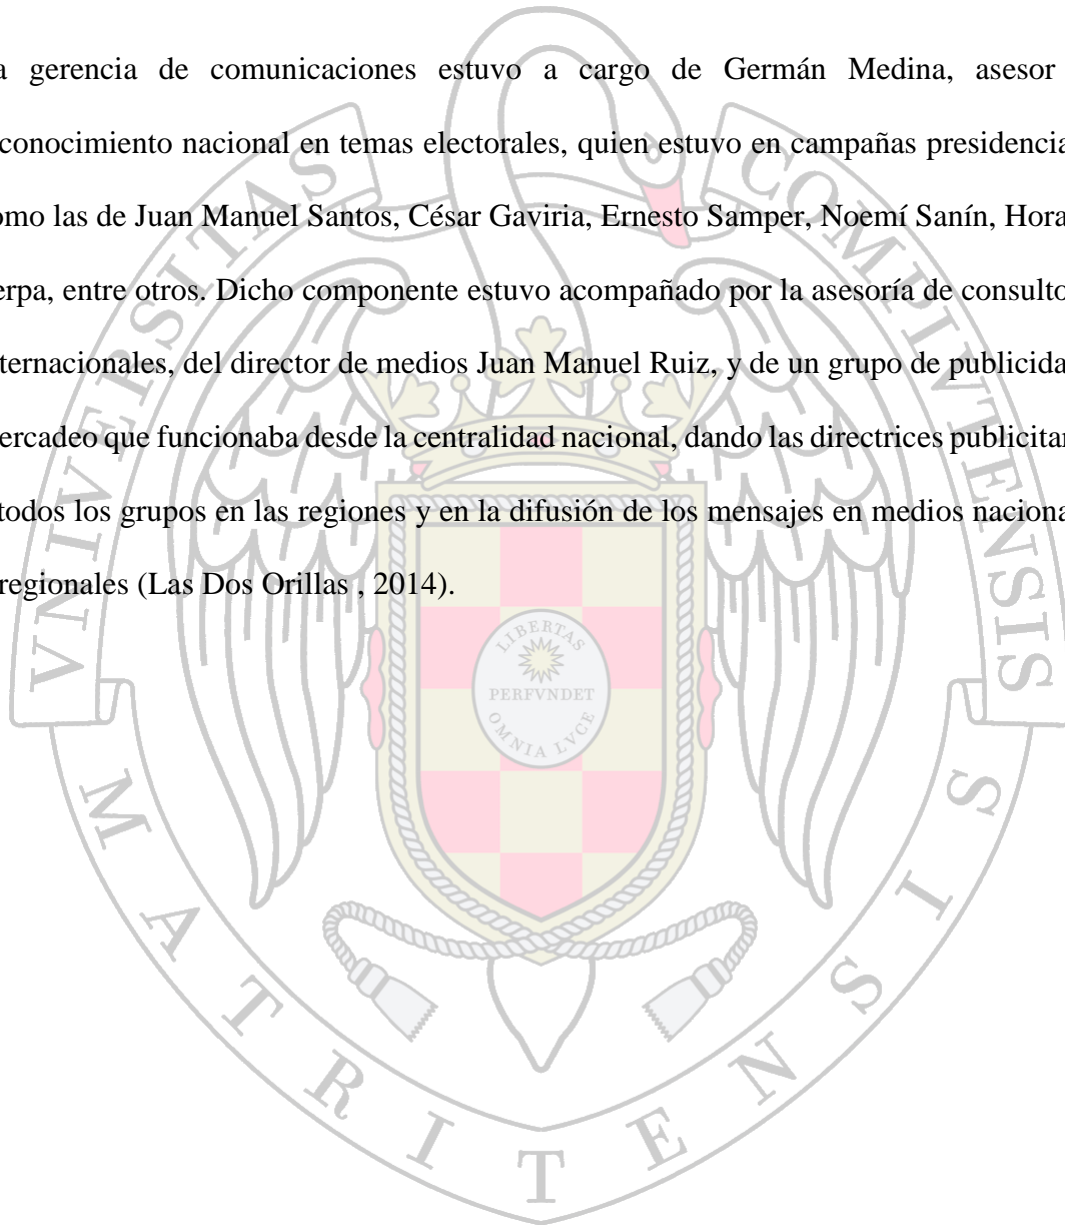 a gerencia de comunicaciones estuvo a cargo de Germán Medina, asesor
conocimiento nacional en temas electorales, quien estuvo en campañas presidencia
omo las de Juan Manuel Santos, César Gaviria, Ernesto Samper, Noemí Sanín, Hora
erpa, entre otros. Dicho componente estuvo acompañado por la asesoría de consulto
nternacionales, del director de medios Juan Manuel Ruiz, y de un grupo de publicida
ercadeo que funcionaba desde la centralidad nacional, dando las directrices publicitar
todos los grupos en las regiones y en la difusión de los mensajes en medios naciona
regionales (Las Dos Orillas , 2014).
VNIVERSITAS COMPLVTENSIS
LIBERTAS
PERFVNDET
OMNIA LVCE
MATRITENSIS